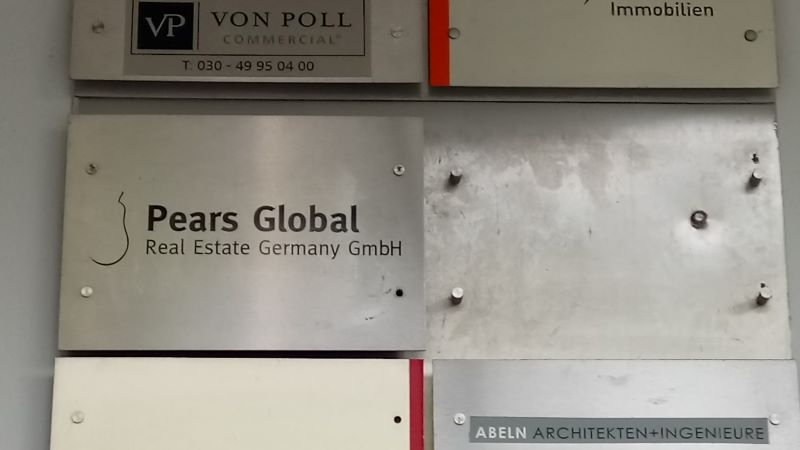 VP VON POLL
COMMERCIAL®
T: 030 - 49 95 04 00
Immobilien
Pears Global
Real Estate Germany GmbH
ABELN ARCHITEKTEN+INGENIEURE